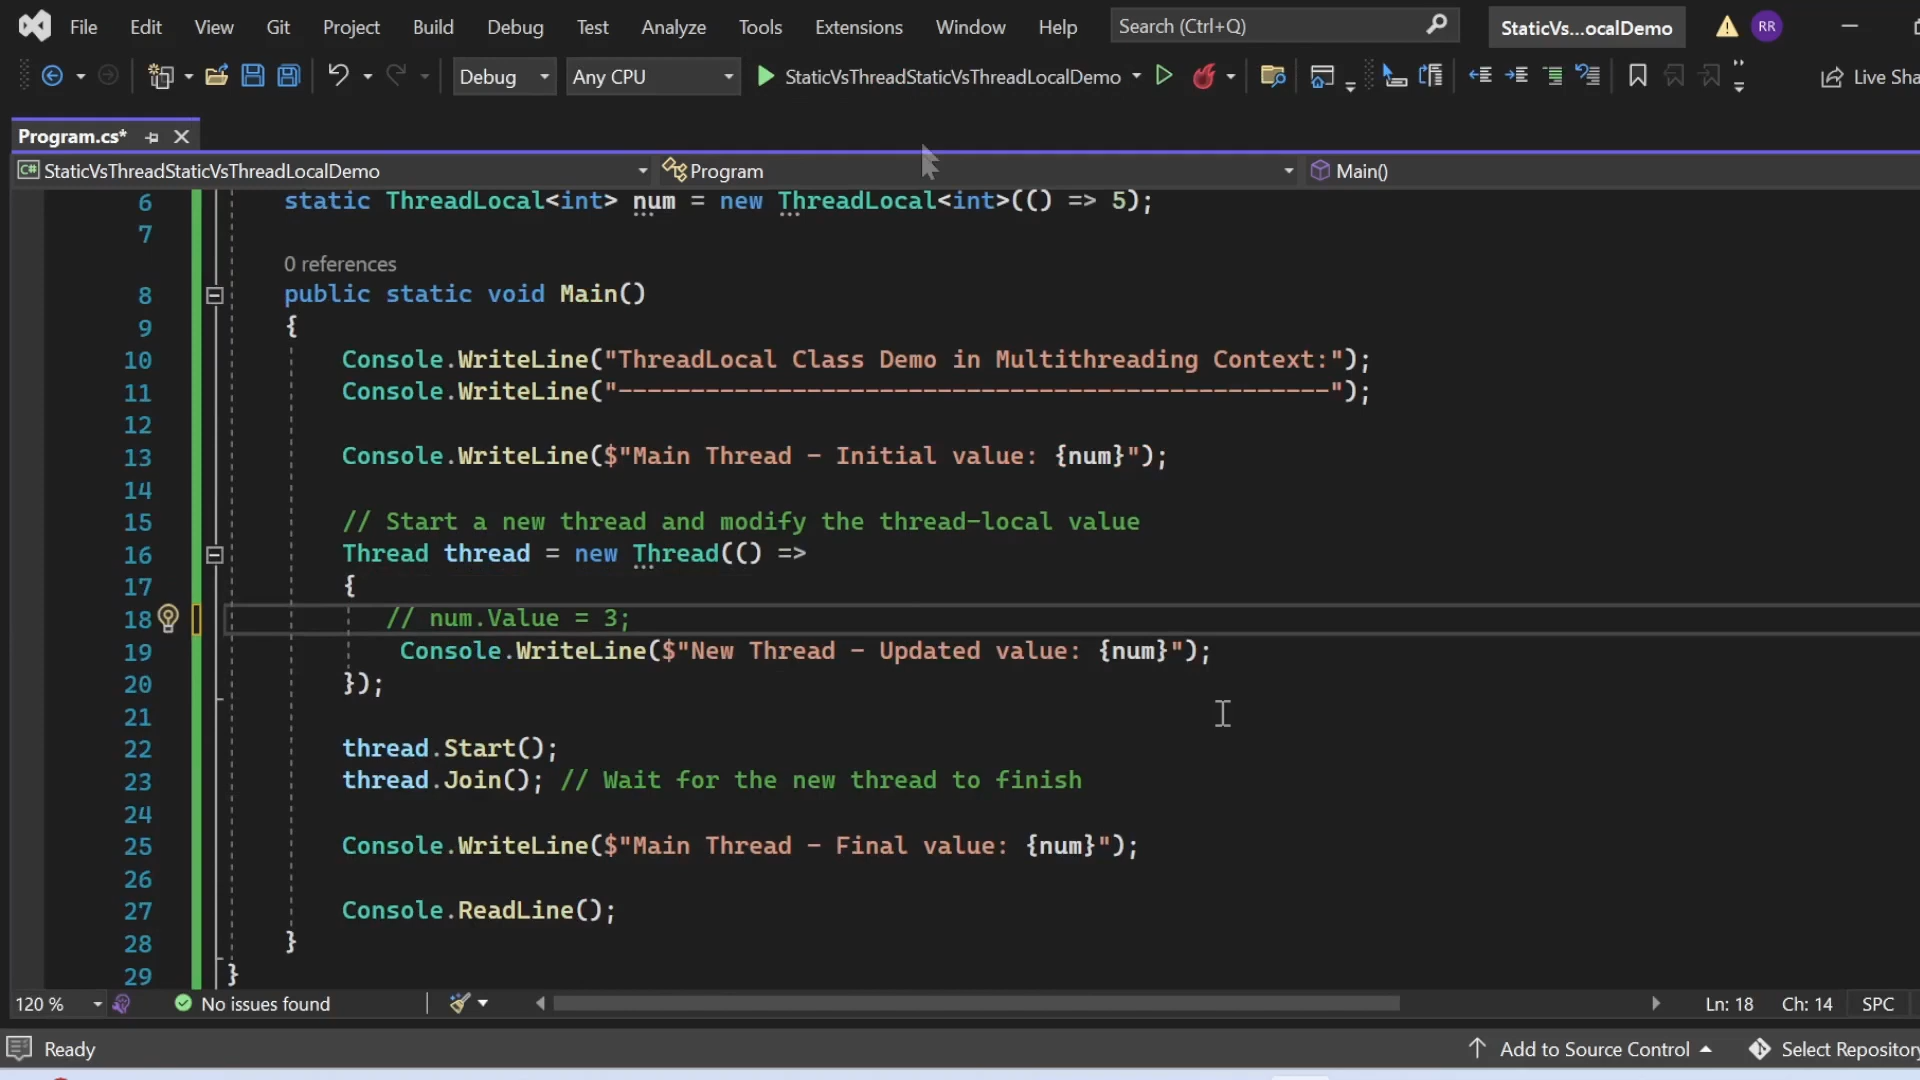 File Edit View Git Project Build Debug Test Analyze Tools Extensions Window Help Search (Ctrl+Q) StaticVs...ocalDemo RR
Debug Any CPU StaticVsThreadStaticVsThreadLocalDemo Live Sha
Program.cs*
C# StaticVsThreadStaticVsThreadLocalDemo Program Main()
6 static ThreadLocal<int> num = new ThreadLocal<int>(() => 5);
7
0 references
8 public static void Main()
9 {
10 Console.WriteLine("ThreadLocal Class Demo in Multithreading Context:");
11 Console.WriteLine("-------------------------------------------------");
12
13 Console.WriteLine($"Main Thread - Initial value: {num}");
14
15 // Start a new thread and modify the thread-local value
16 Thread thread = new Thread(() =>
17 {
18 // num.Value = 3;
19 Console.WriteLine($"New Thread - Updated value: {num}");
20 });
21
22 thread.Start();
23 thread.Join(); // Wait for the new thread to finish
24
25 Console.WriteLine($"Main Thread - Final value: {num}");
26
27 Console.ReadLine();
28 }
29 }
120 % No issues found Ln: 18 Ch: 14 SPC
Ready Add to Source Control Select Repository